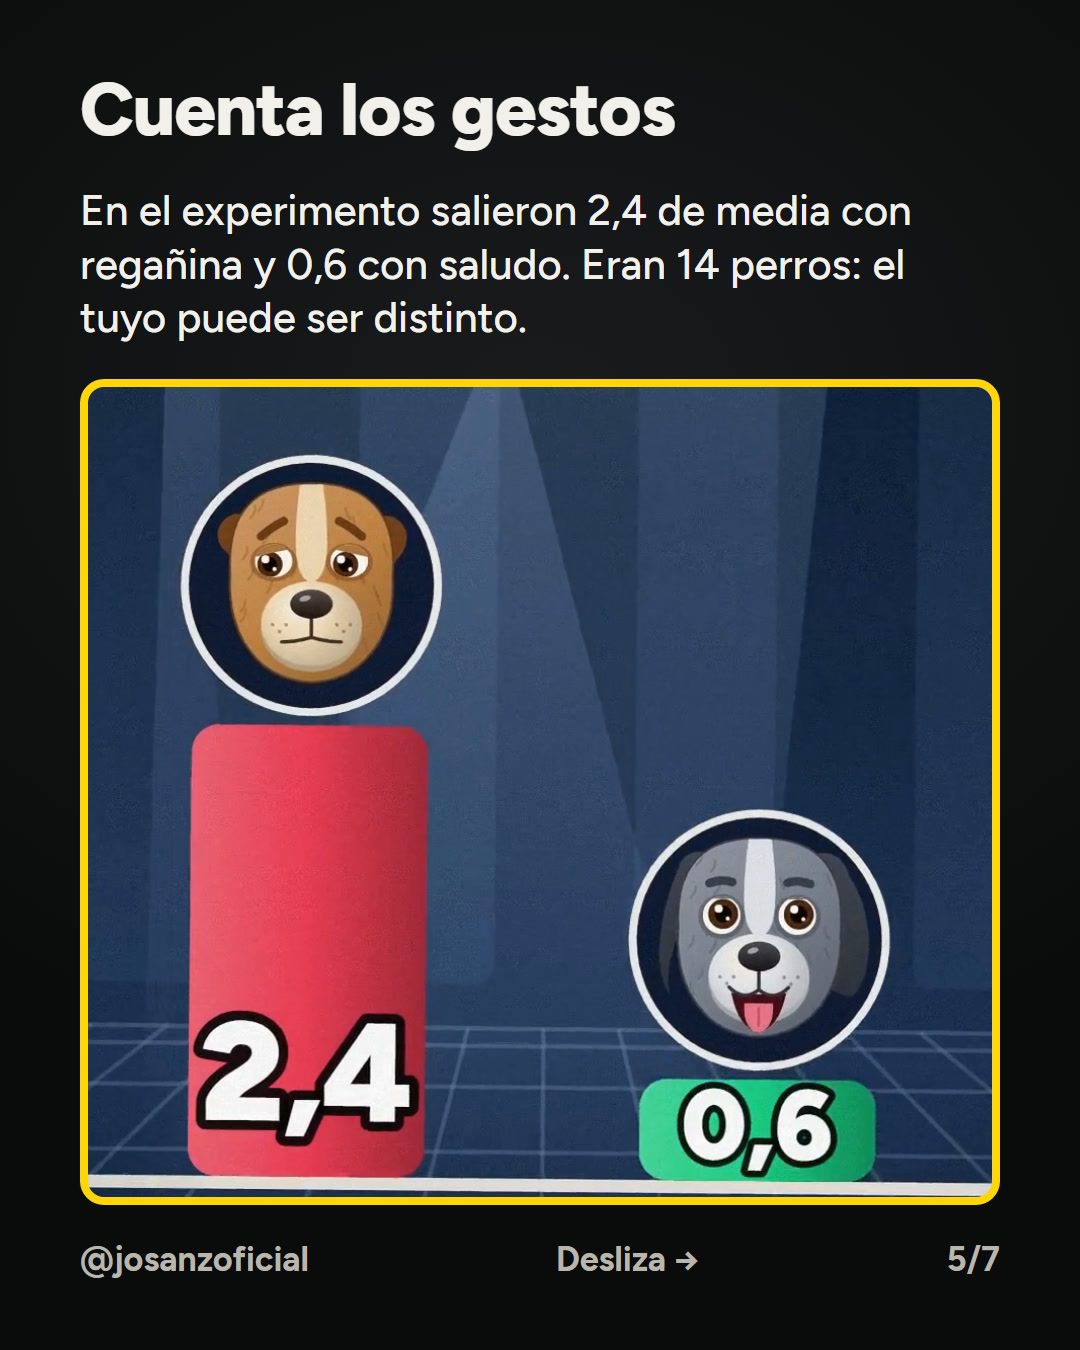 Cuenta los gestos
En el experimento salieron 2,4 de media con
regañina y 0,6 con saludo. Eran 14 perros: el
tuyo puede ser distinto.
2,4
0,6
@josanzoficial
Desliza →
5/7